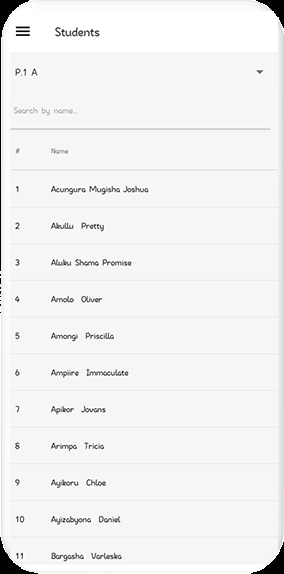 Students
P.1 A
Search by name..
# Name
1 Acungura Mugisha Joshua
2 Akullu Pretty
3 Aluku Shama Promise
4 Amolo Oliver
5 Amongi Priscilla
6 Ampiire Immaculate
7 Apikor Jovans
8 Arimpa Tricia
9 Ayikoru Chloe
10 Ayizabyona Daniel
11 Bargasha Varleska